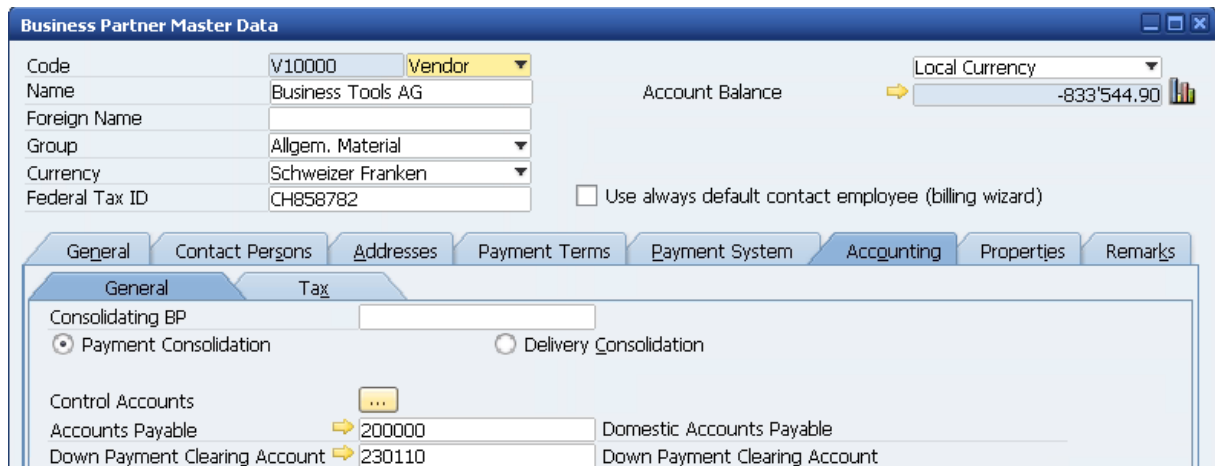 Business Partner Master Data
Code V10000 Vendor Local Currency
Name Business Tools AG Account Balance -833'544.90
Foreign Name
Group Allgem. Material
Currency Schweizer Franken
Federal Tax ID CH858782 Use always default contact employee (billing wizard)
General Contact Persons Addresses Payment Terms Payment System Accounting Properties Remarks
General Tax
Consolidating BP
Payment Consolidation Delivery Consolidation
Control Accounts ...
Accounts Payable 200000 Domestic Accounts Payable
Down Payment Clearing Account 230110 Down Payment Clearing Account